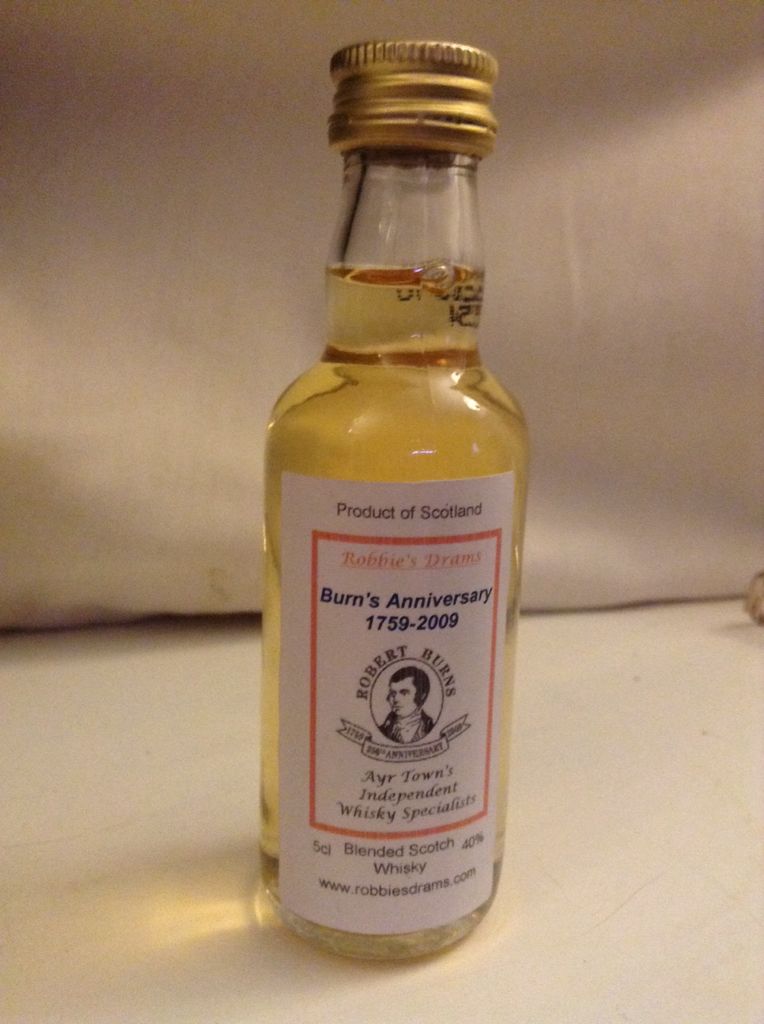 Product of Scotland
Robbie's Drams
Burn's Anniversary
1759-2009
ROBERT BURNS
1759 250TH ANNIVERSARY 2009
Ayr Town's
Independent
Whisky Specialists
5cl Blended Scotch 40%
Whisky
www.robbiesdrams.com